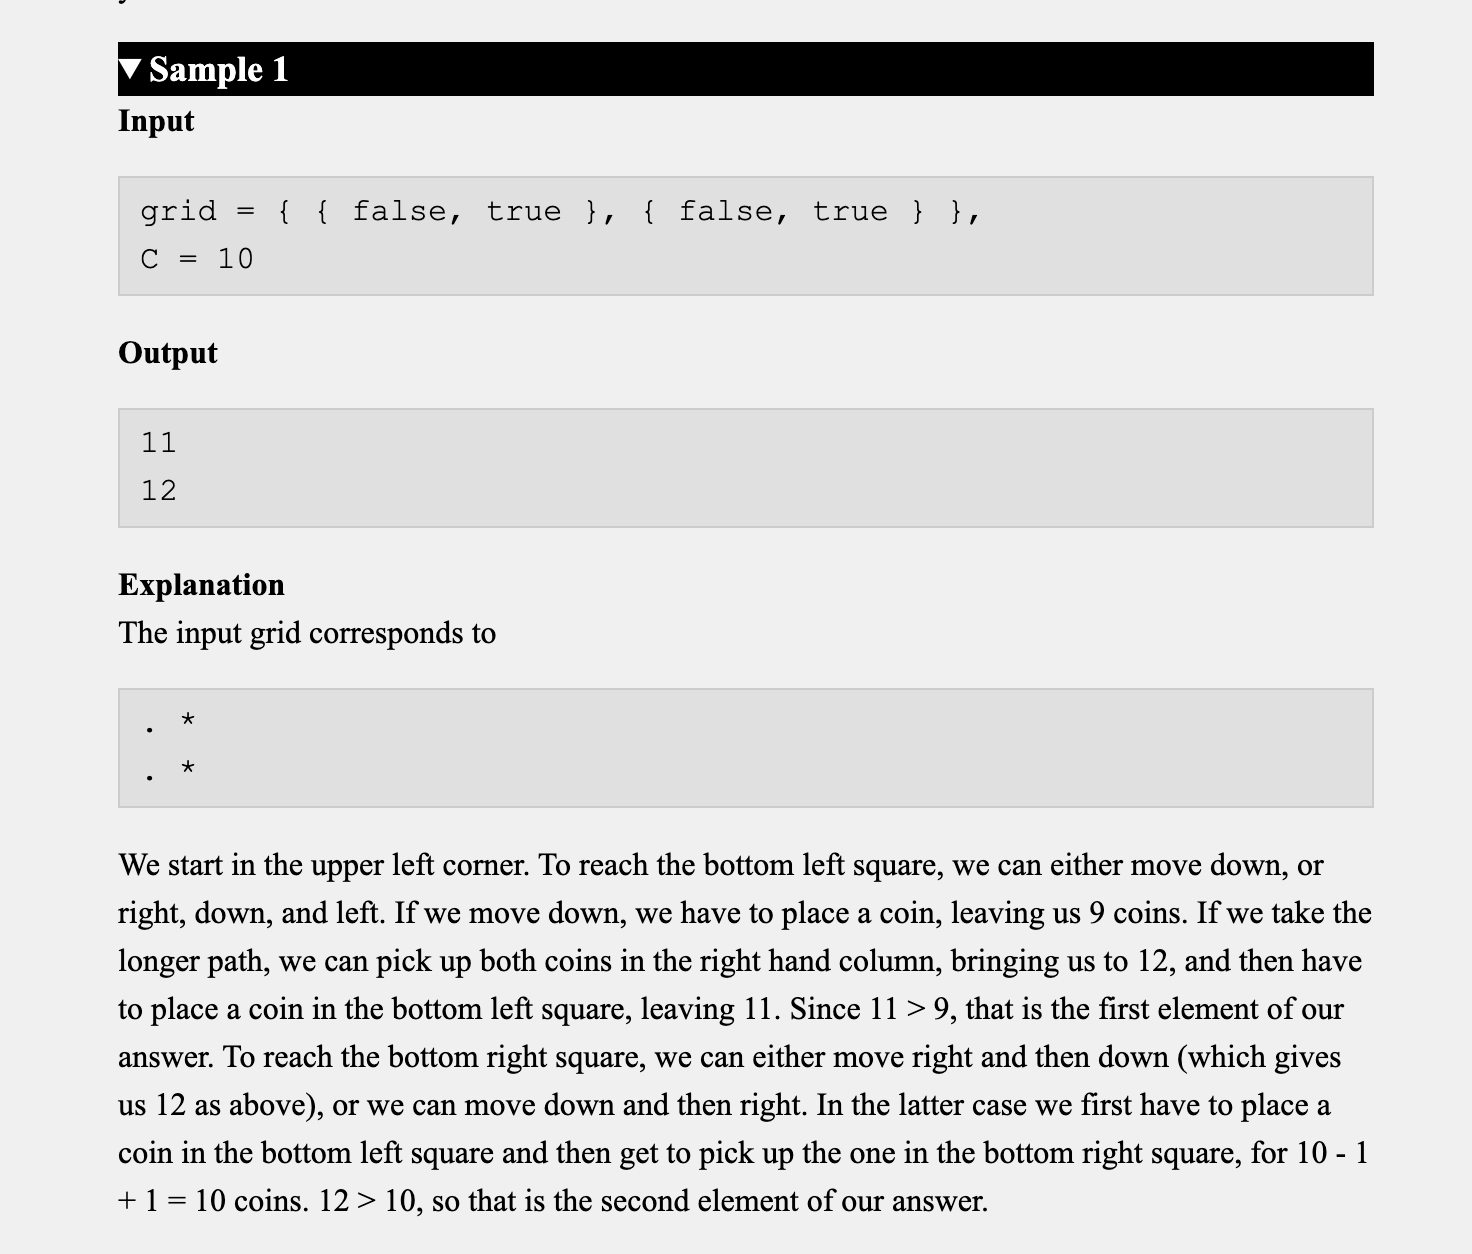 ▼ Sample 1
Input
grid = { { false, true }, { false, true } },
C = 10
Output
11
12
Explanation
The input grid corresponds to
. *
. *
We start in the upper left corner. To reach the bottom left square, we can either move down, or
right, down, and left. If we move down, we have to place a coin, leaving us 9 coins. If we take the
longer path, we can pick up both coins in the right hand column, bringing us to 12, and then have
to place a coin in the bottom left square, leaving 11. Since 11 > 9, that is the first element of our
answer. To reach the bottom right square, we can either move right and then down (which gives
us 12 as above), or we can move down and then right. In the latter case we first have to place a
coin in the bottom left square and then get to pick up the one in the bottom right square, for 10 - 1
+ 1 = 10 coins. 12 > 10, so that is the second element of our answer.